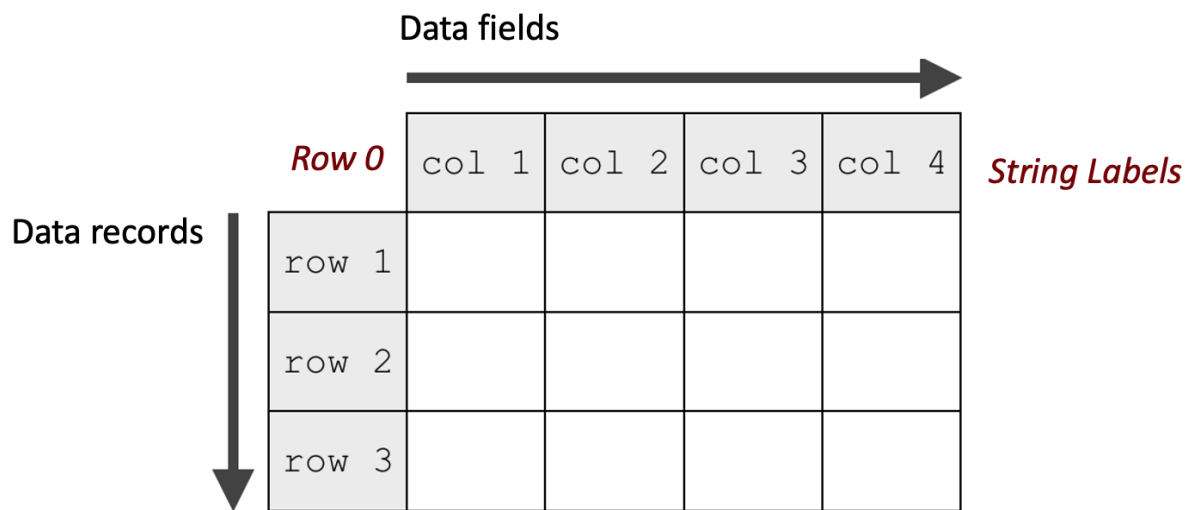 Data fields
Row 0 col 1 col 2 col 3 col 4 String Labels
Data records
row 1
row 2
row 3